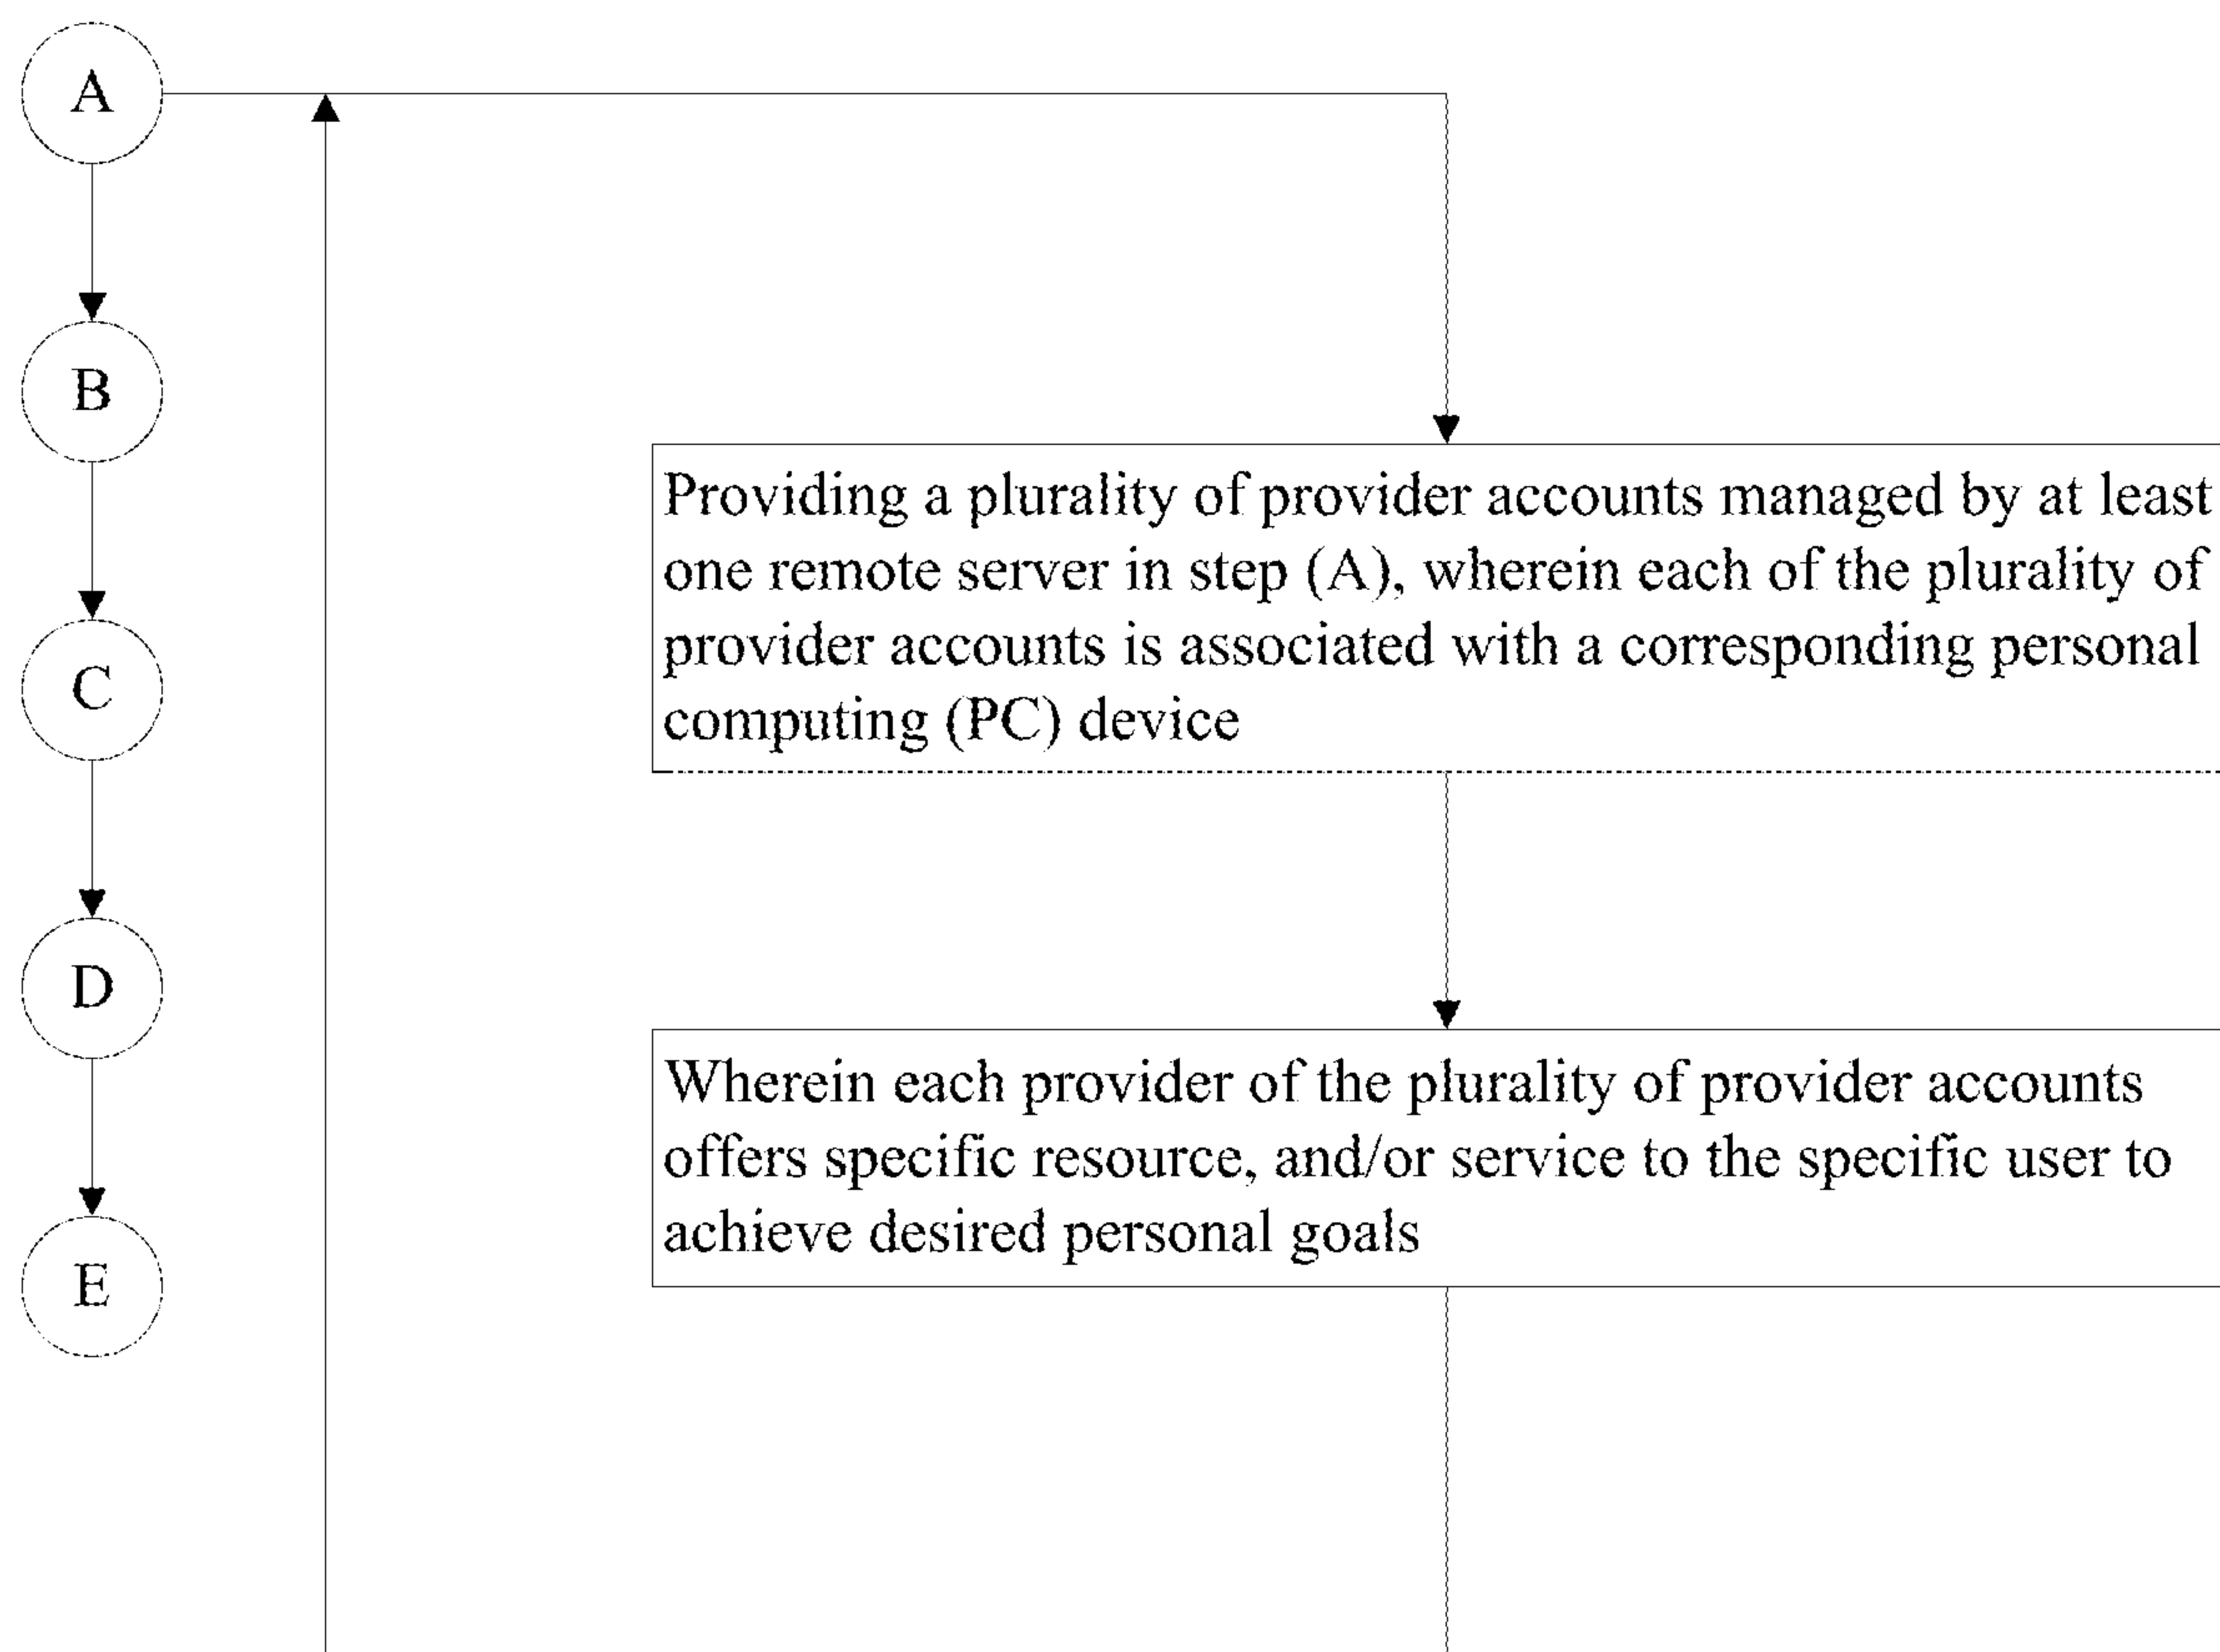 A
B
C
D
E
Providing a plurality of provider accounts managed by at least
one remote server in step (A), wherein each of the plurality of
provider accounts is associated with a corresponding personal
computing (PC) device
Wherein each provider of the plurality of provider accounts
offers specific resource, and/or service to the specific user to
achieve desired personal goals